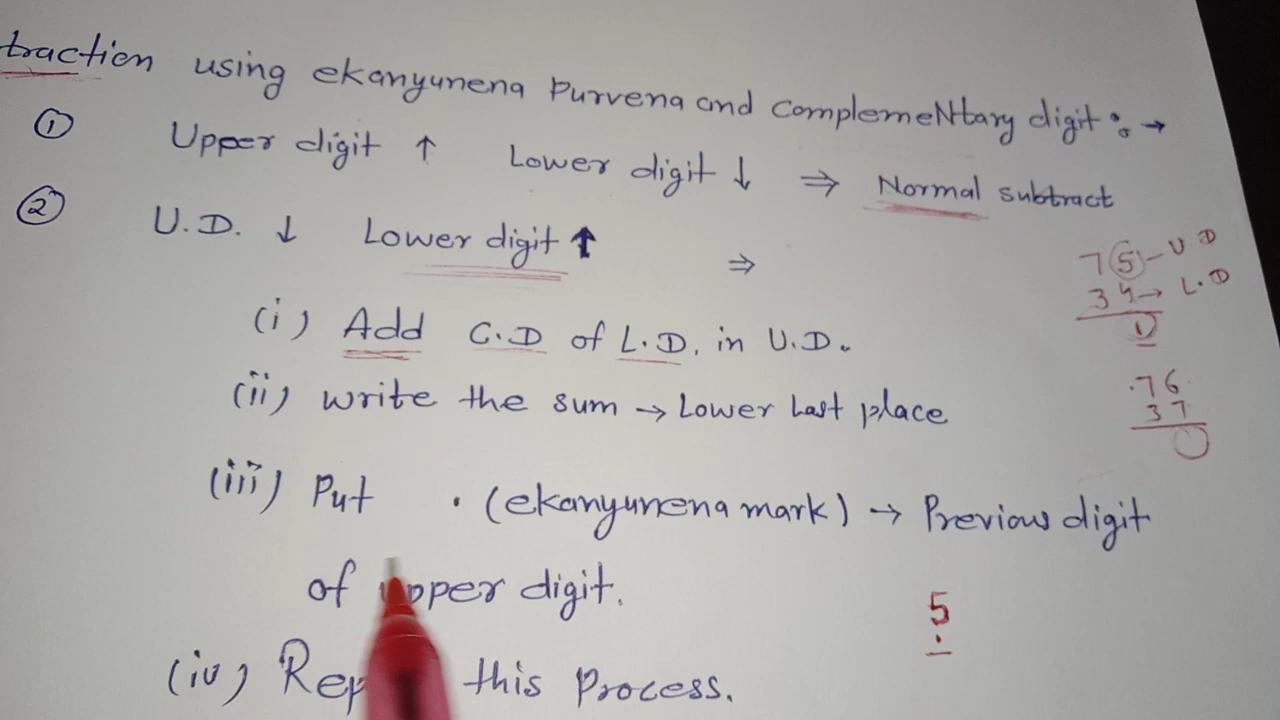 traction using ekanyunena Purvena and ComplemeNtary digit :→
① Upper digit ↑ Lower digit ↓ ⇒ Normal subtract
② U.D. ↓ Lower digit ↑ ⇒
75 - U D
34 → L.D
1
(i) Add C.D of L.D. in U.D.
.76
37
(ii) write the sum → Lower Last place
(iii) Put . (ekanyunena mark) → Previous digit
of upper digit.
5
.
(iv) this Process.